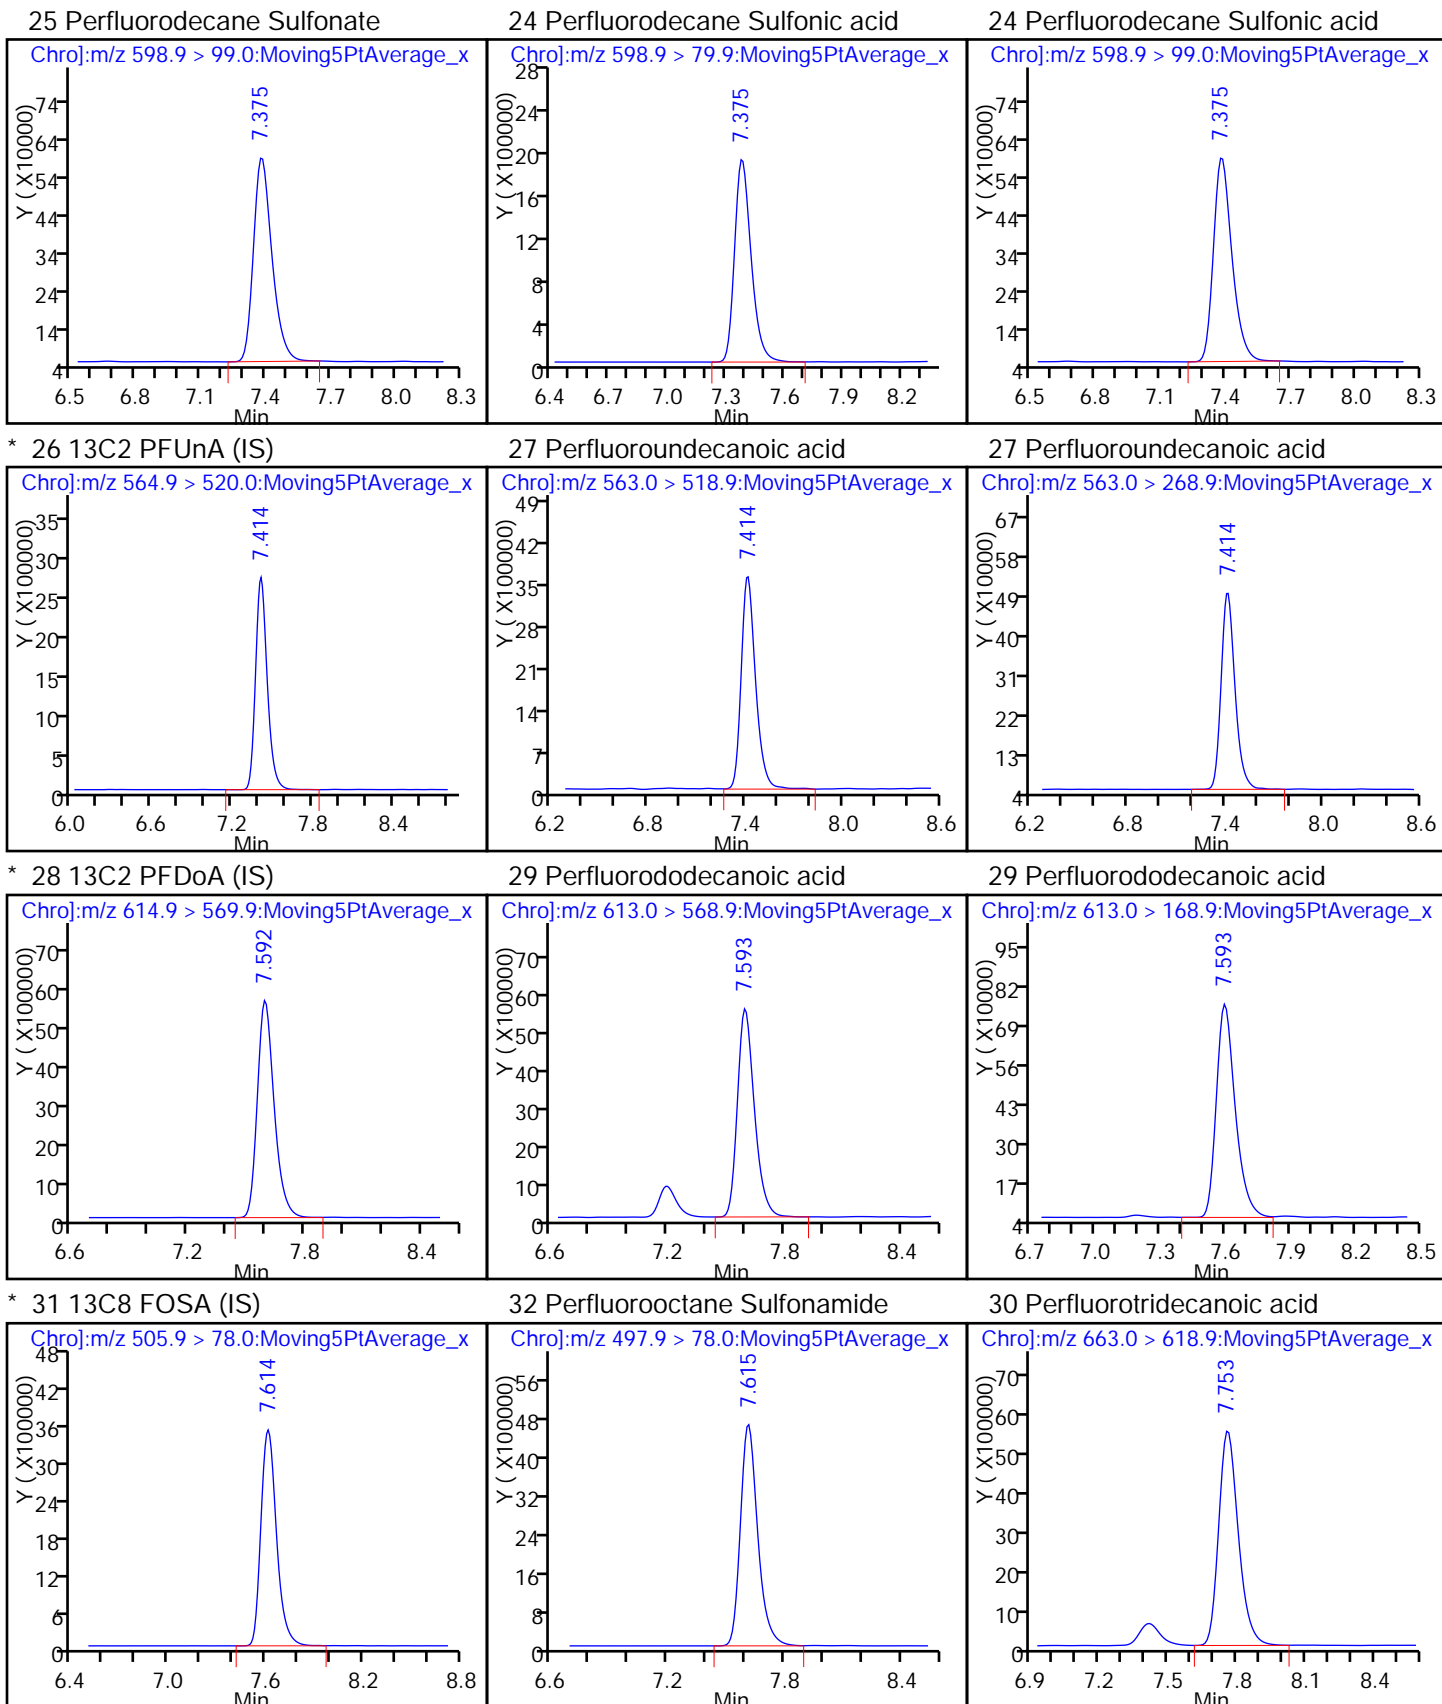 25 Perfluorodecane Sulfonate
Chro]:m/z 598.9 > 99.0:Moving5PtAverage_x
Y ( X10000)
74
64
54
44
34
24
14
4
7.375
6.5 6.8 7.1 7.4 7.7 8.0 8.3
Min
24 Perfluorodecane Sulfonic acid
Chro]:m/z 598.9 > 79.9:Moving5PtAverage_x
Y ( X100000)
28
24
20
16
12
8
4
0
7.375
6.4 6.7 7.0 7.3 7.6 7.9 8.2
Min
24 Perfluorodecane Sulfonic acid
Chro]:m/z 598.9 > 99.0:Moving5PtAverage_x
Y ( X10000)
74
64
54
44
34
24
14
4
7.375
6.5 6.8 7.1 7.4 7.7 8.0 8.3
Min
* 26 13C2 PFUnA (IS)
Chro]:m/z 564.9 > 520.0:Moving5PtAverage_x
Y ( X100000)
35
30
25
20
15
10
5
0
7.414
6.0 6.6 7.2 7.8 8.4
Min
27 Perfluoroundecanoic acid
Chro]:m/z 563.0 > 518.9:Moving5PtAverage_x
Y ( X100000)
49
42
35
28
21
14
7
0
7.414
6.2 6.8 7.4 8.0 8.6
Min
27 Perfluoroundecanoic acid
Chro]:m/z 563.0 > 268.9:Moving5PtAverage_x
Y ( X10000)
67
58
49
40
31
22
13
4
7.414
6.2 6.8 7.4 8.0 8.6
Min
* 28 13C2 PFDoA (IS)
Chro]:m/z 614.9 > 569.9:Moving5PtAverage_x
Y ( X100000)
70
60
50
40
30
20
10
0
7.592
6.6 7.2 7.8 8.4
Min
29 Perfluorododecanoic acid
Chro]:m/z 613.0 > 568.9:Moving5PtAverage_x
Y ( X100000)
70
60
50
40
30
20
10
0
7.593
6.6 7.2 7.8 8.4
Min
29 Perfluorododecanoic acid
Chro]:m/z 613.0 > 168.9:Moving5PtAverage_x
Y ( X10000)
95
82
69
56
43
30
17
4
7.593
6.7 7.0 7.3 7.6 7.9 8.2 8.5
Min
* 31 13C8 FOSA (IS)
Chro]:m/z 505.9 > 78.0:Moving5PtAverage_x
Y ( X100000)
48
42
36
30
24
18
12
6
0
7.614
6.4 7.0 7.6 8.2 8.8
Min
32 Perfluorooctane Sulfonamide
Chro]:m/z 497.9 > 78.0:Moving5PtAverage_x
Y ( X100000)
56
48
40
32
24
16
8
0
7.615
6.6 7.2 7.8 8.4
Min
30 Perfluorotridecanoic acid
Chro]:m/z 663.0 > 618.9:Moving5PtAverage_x
Y ( X100000)
70
60
50
40
30
20
10
0
7.753
6.9 7.2 7.5 7.8 8.1 8.4
Min